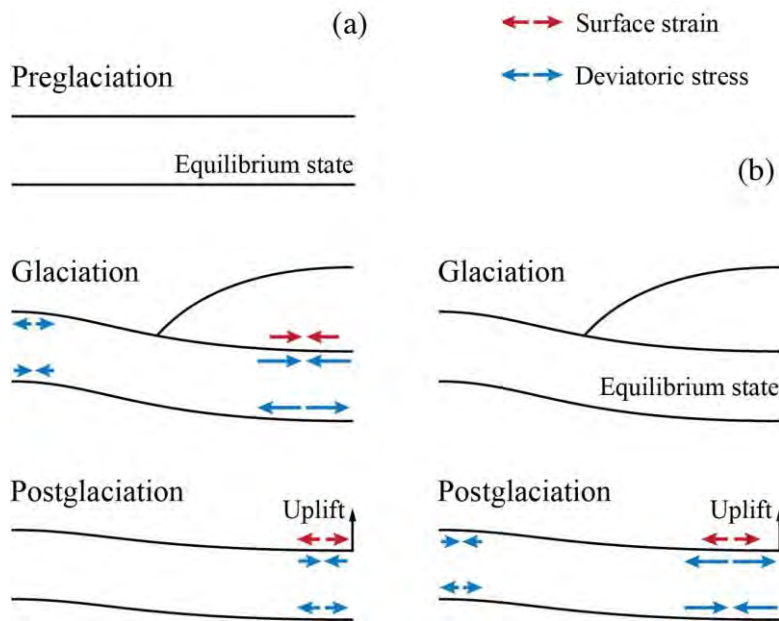 (a)
Surface strain
Deviatoric stress
Preglaciation
Equilibrium state
(b)
Glaciation
Glaciation
Equilibrium state
Postglaciation
Uplift
Postglaciation
Uplift